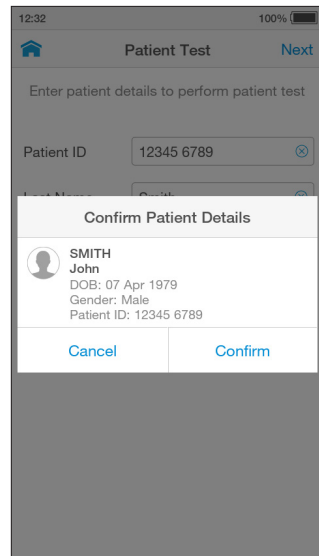 12:32 100%
Patient Test Next
Enter patient details to perform patient test
Patient ID 12345 6789
Last Name Smith
Confirm Patient Details
SMITH
John
DOB: 07 Apr 1979
Gender: Male
Patient ID: 12345 6789
Cancel Confirm